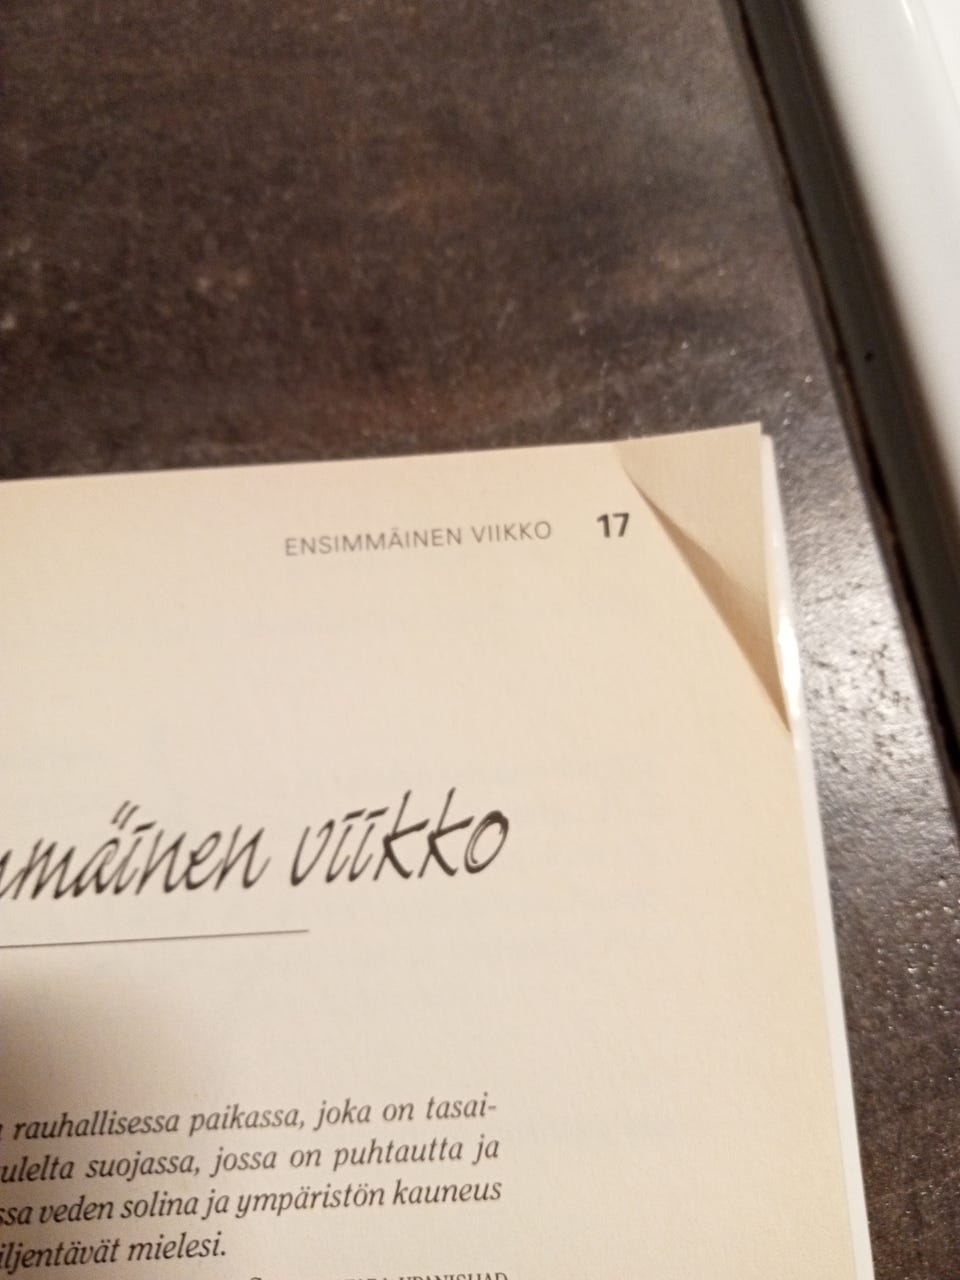 ENSIMMÄINEN VIIKKO 17
mmäinen viikko
rauhallisessa paikassa, joka on tasai-
ulelta suojassa, jossa on puhtautta ja
ssa veden solina ja ympäristön kauneus
iljentävät mielesi.
UPANISHAD